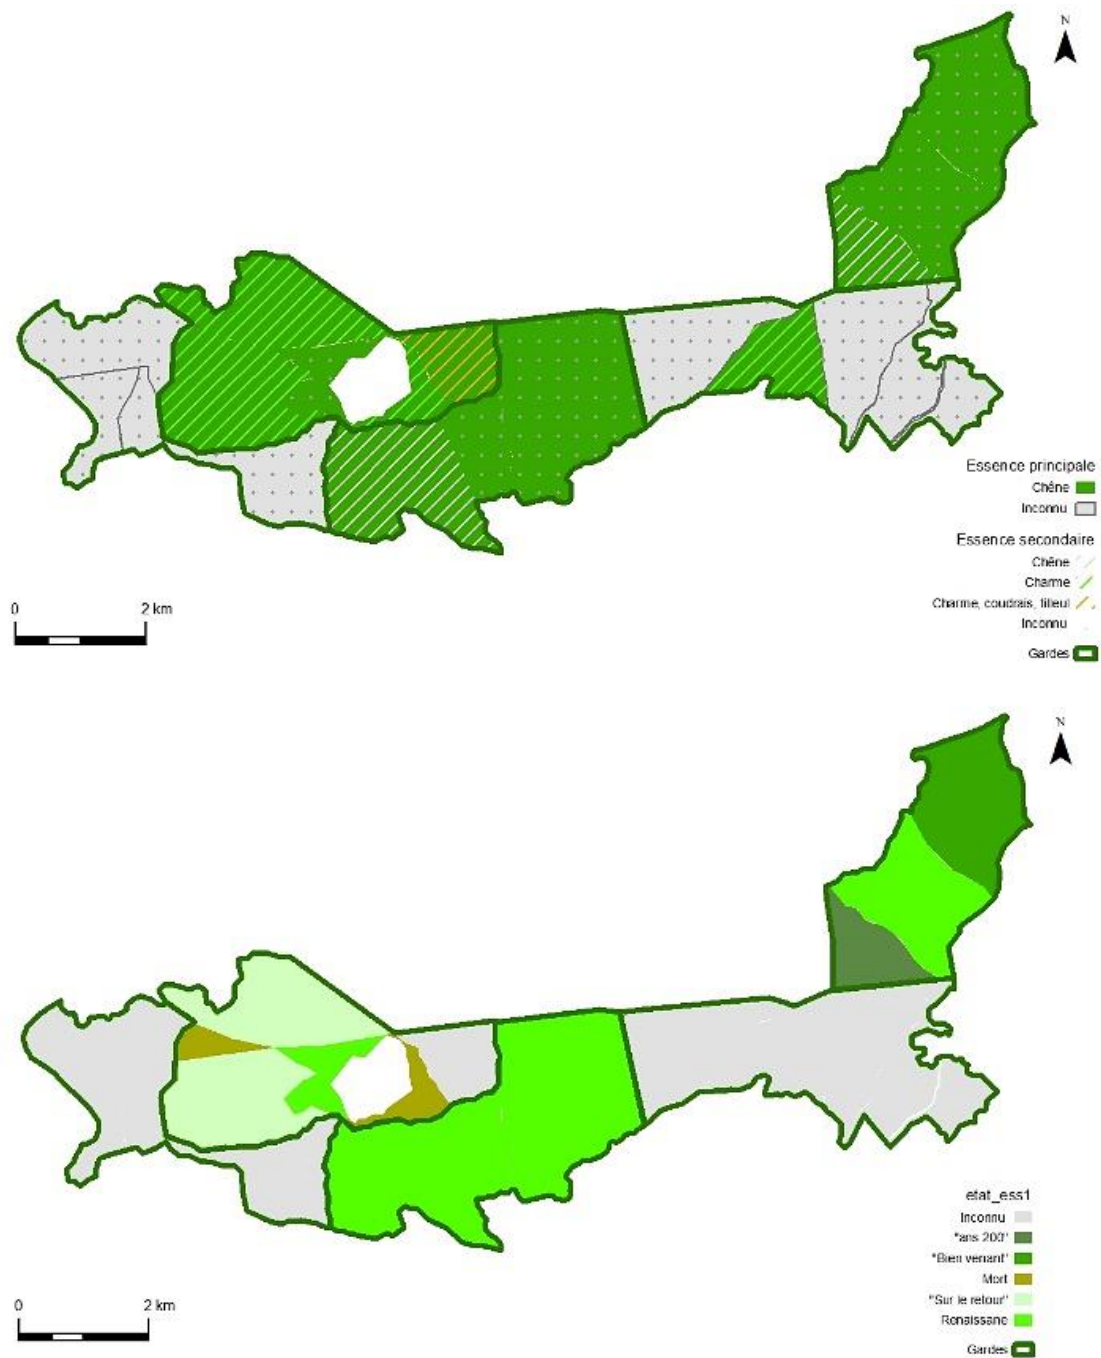 N
Essence principale
Chêne
Inconnu
Essence secondaire
Chêne
Charme
Charme, coudrais, tilleul
Inconnu
Gardes
0 2 km
N
etat_ess1
Inconnu
"ans 200"
"Bien venant"
Mort
"Sur le retour"
Renaissane
Gardes
0 2 km